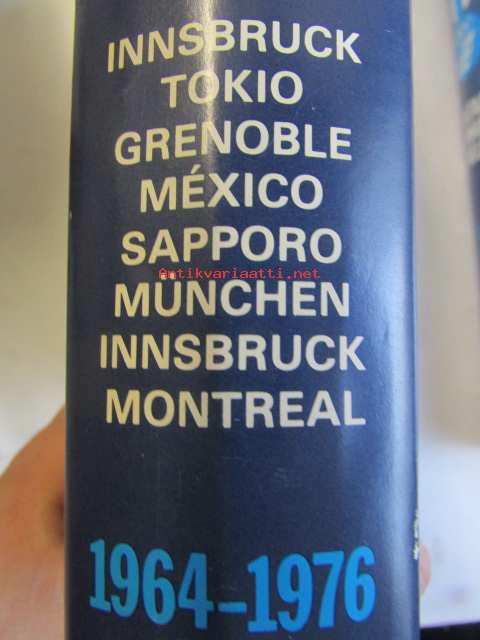 INNSBRUCK
TOKIO
GRENOBLE
MÉXICO
SAPPORO
Antikvariaatti.net
MÜNCHEN
INNSBRUCK
MONTREAL
1964–1976